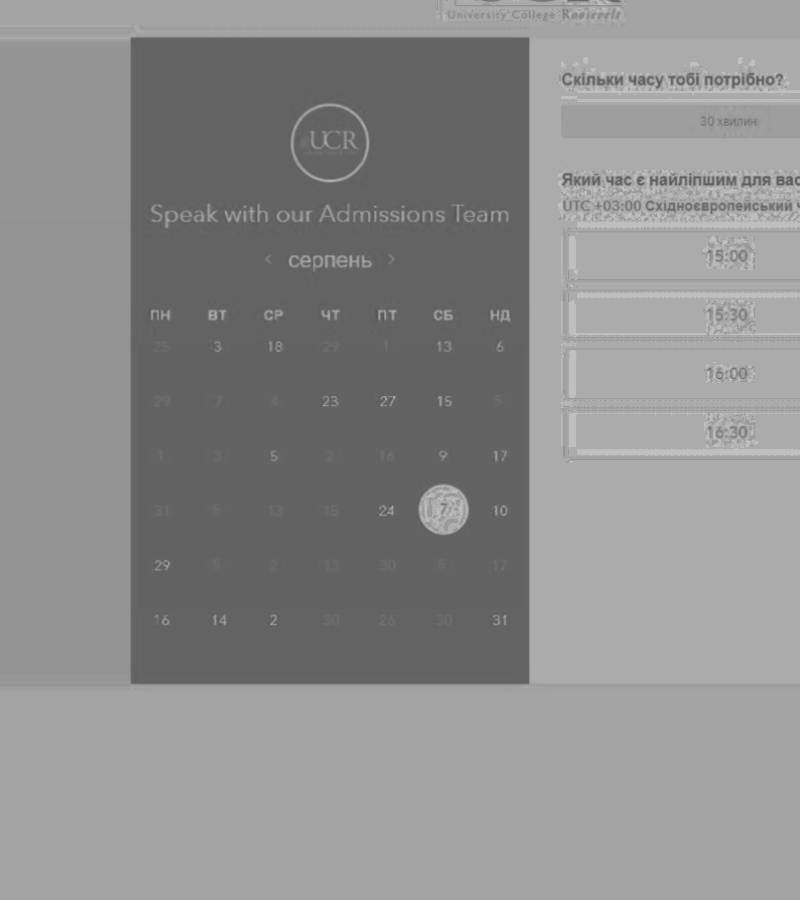 University College Roosevelt
UCR
Speak with our Admissions Team
‹ серпень ›
ПН ВТ СР ЧТ ПТ СБ НД
25 3 18 29 1 13 6
29 7 4 23 27 15 5
1 3 5 2 16 9 17
31 5 13 15 24 7 10
29 5 2 13 30 5 17
16 14 2 30 26 30 31
Скільки часу тобі потрібно?
30 хвилин
Який час є найліпшим для вас
UTC +03:00 Східноєвропейський ч
15:00
15:30
16:00
16:30